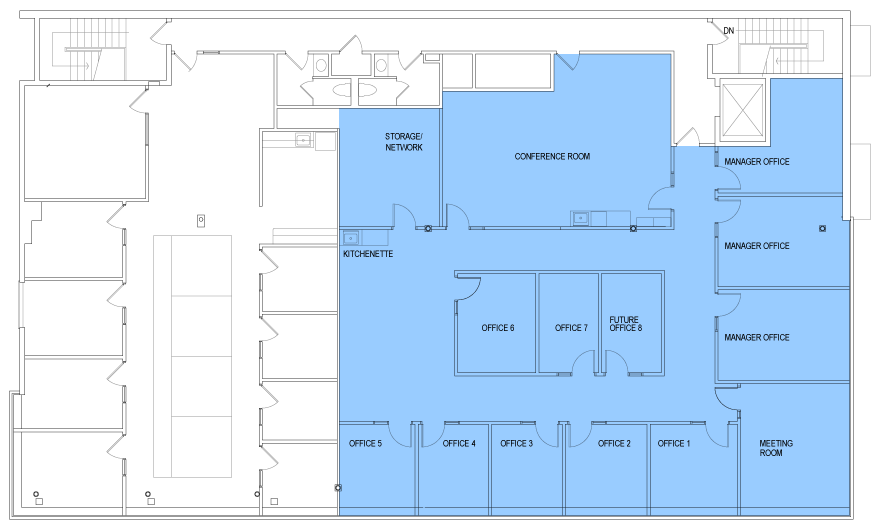 DN
STORAGE/
NETWORK
CONFERENCE ROOM
MANAGER OFFICE
MANAGER OFFICE
KITCHENETTE
OFFICE 6
OFFICE 7
FUTURE
OFFICE 8
MANAGER OFFICE
OFFICE 5
OFFICE 4
OFFICE 3
OFFICE 2
OFFICE 1
MEETING
ROOM